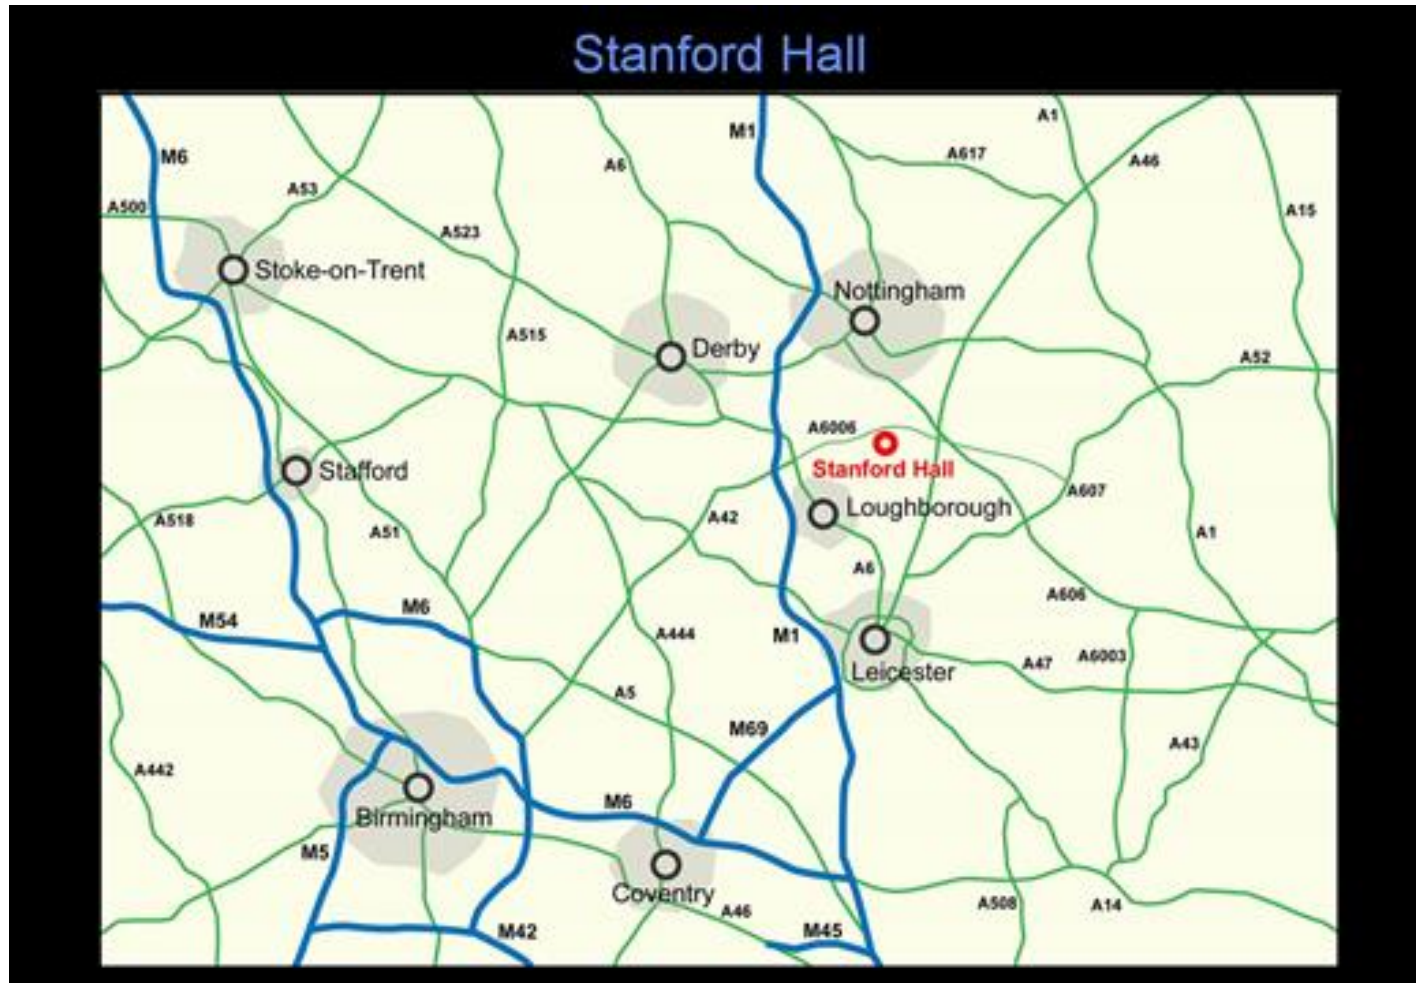 Stanford Hall
M6
M1
A1
A6
A617
A46
A53
A500
A15
A523
Stoke-on-Trent
Nottingham
A515
Derby
A52
A6006
Stanford Hall
Stafford
A607
Loughborough
A518
A42
A51
A1
A6
A606
M6
M54
A444
M1
A6003
A47
Leicester
A5
M69
A43
A442
M6
Birmingham
M5
Coventry
A46
A508
A14
M42
M45